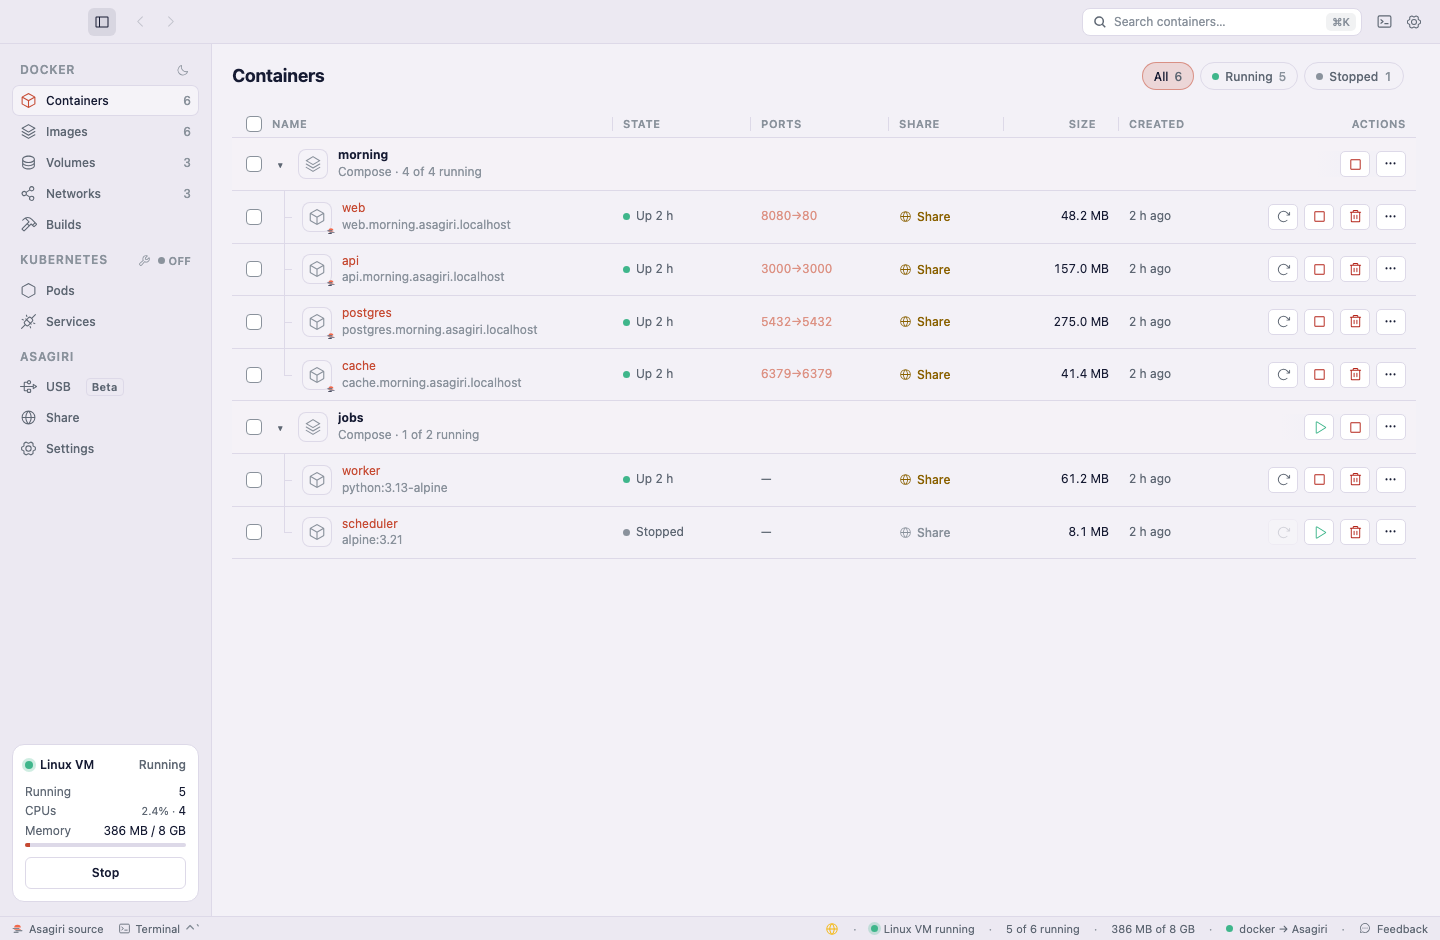 Search containers... ⌘K
DOCKER
Containers 6
Images 6
Volumes 3
Networks 3
Builds
KUBERNETES OFF
Pods
Services
ASAGIRI
USB Beta
Share
Settings
Linux VM Running
Running 5
CPUs 2.4% · 4
Memory 386 MB / 8 GB
Stop
Containers
All 6 Running 5 Stopped 1
NAME STATE PORTS SHARE SIZE CREATED ACTIONS
morning
Compose · 4 of 4 running
web
web.morning.asagiri.localhost
Up 2 h 8080→80 Share 48.2 MB 2 h ago
api
api.morning.asagiri.localhost
Up 2 h 3000→3000 Share 157.0 MB 2 h ago
postgres
postgres.morning.asagiri.localhost
Up 2 h 5432→5432 Share 275.0 MB 2 h ago
cache
cache.morning.asagiri.localhost
Up 2 h 6379→6379 Share 41.4 MB 2 h ago
jobs
Compose · 1 of 2 running
worker
python:3.13-alpine
Up 2 h — Share 61.2 MB 2 h ago
scheduler
alpine:3.21
Stopped — Share 8.1 MB 2 h ago
Asagiri source Terminal ⌃` · Linux VM running · 5 of 6 running · 386 MB of 8 GB · docker → Asagiri · Feedback